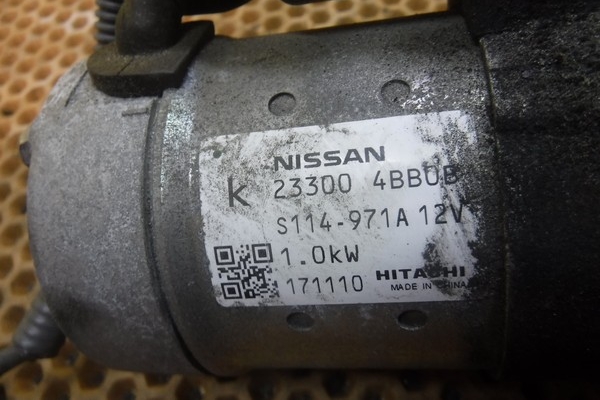 NISSAN
K 23300 4BB0B
S114-971A 12V
1.0kW
171110 HITACHI
MADE IN CHINA